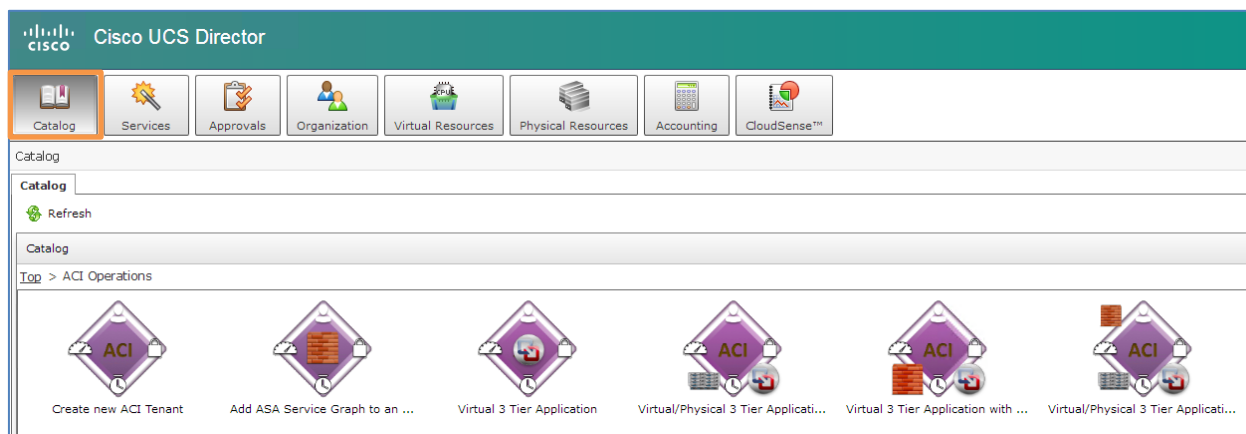 CISCO Cisco UCS Director
Catalog Services Approvals Organization CPU Virtual Resources Physical Resources Accounting CloudSense™
Catalog
Catalog
Refresh
Catalog
Top > ACI Operations
ACI ACI ACI ACI
Create new ACI Tenant Add ASA Service Graph to an ... Virtual 3 Tier Application Virtual/Physical 3 Tier Applicati... Virtual 3 Tier Application with ... Virtual/Physical 3 Tier Applicati...